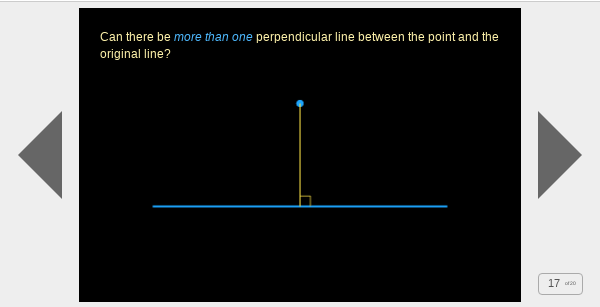 Can there be more than one perpendicular line between the point and the
original line?
17 of 20